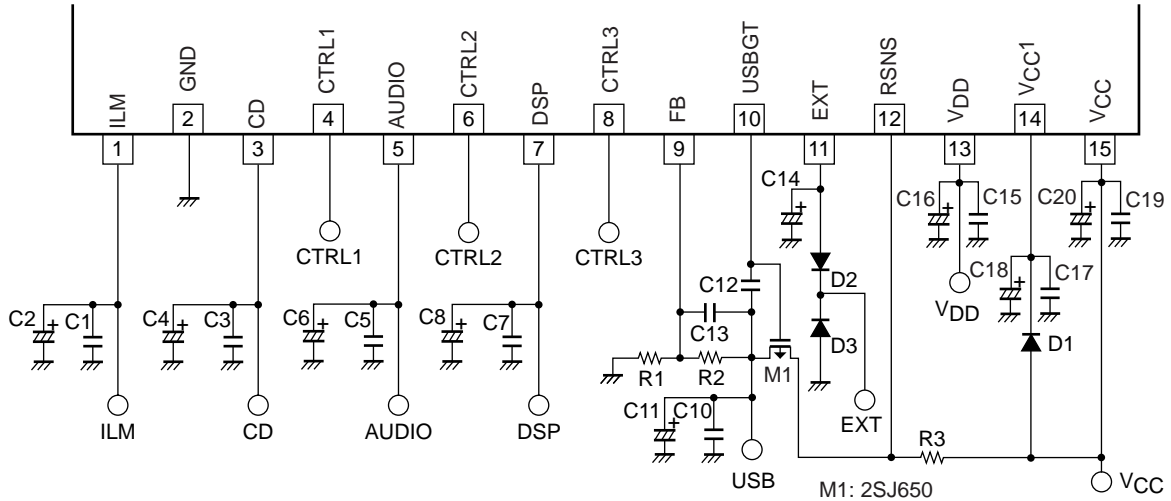 ILM
GND
CD
CTRL1
AUDIO
CTRL2
DSP
CTRL3
FB
USBGT
EXT
RSNS
VDD
VCC1
VCC
1
2
3
4
5
6
7
8
9
10
11
12
13
14
15
C14
C16
C15
C20
C19
CTRL1
CTRL2
CTRL3
C12
D2
C18
C17
VDD
C2
C1
C4
C3
C6
C5
C8
C7
C13
D3
D1
R1
R2
M1
C11
C10
EXT
ILM
CD
AUDIO
DSP
R3
USB
VCC
M1: 2SJ650